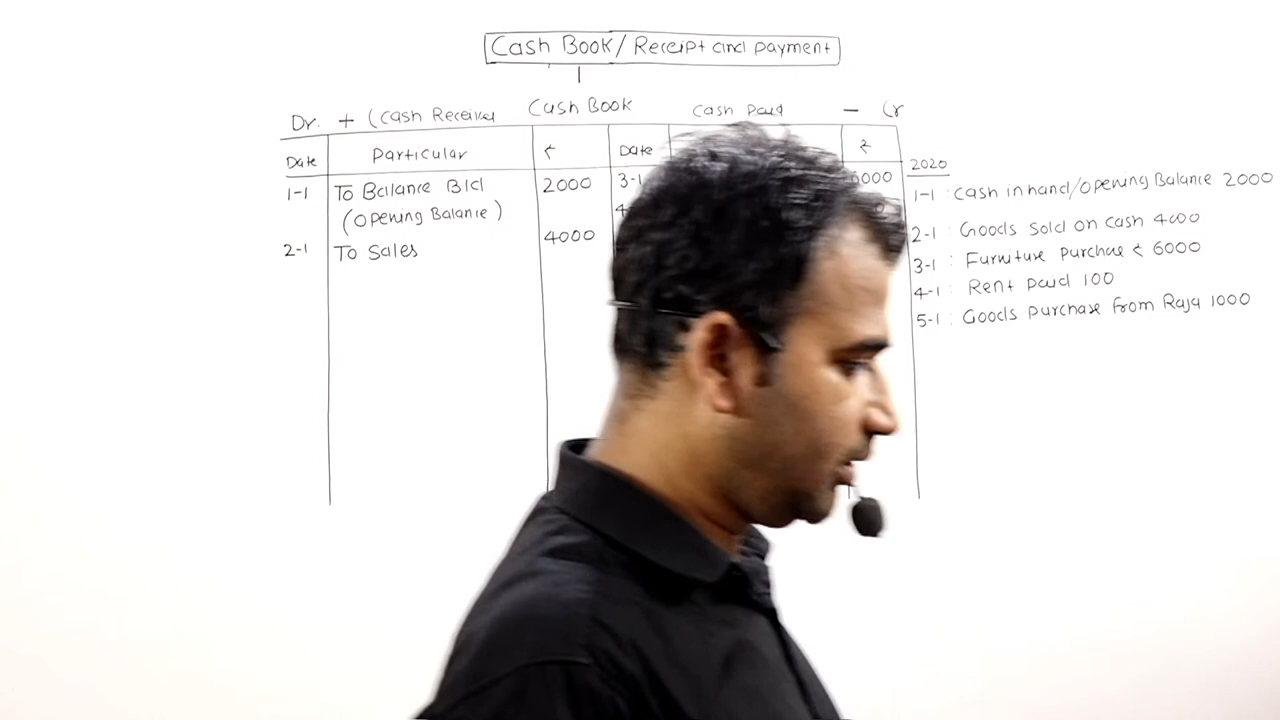 Cash Book/ Receipt and payment
Dr. + (Cash Receive Cash Book Cash Paid — Cr
Date Particular ₹ Date ₹
1-1 To Ballance B/d 2000 3-1 6000
(Opening Balance)
2-1 To Sales 4000
2020
1-1 : Cash in hand/Opening Balance 2000
2-1 : Goods Sold on cash 4000
3-1 : Furniture Purchase ₹ 6000
4-1 : Rent Paid 100
5-1 : Goods purchase from Raja 1000